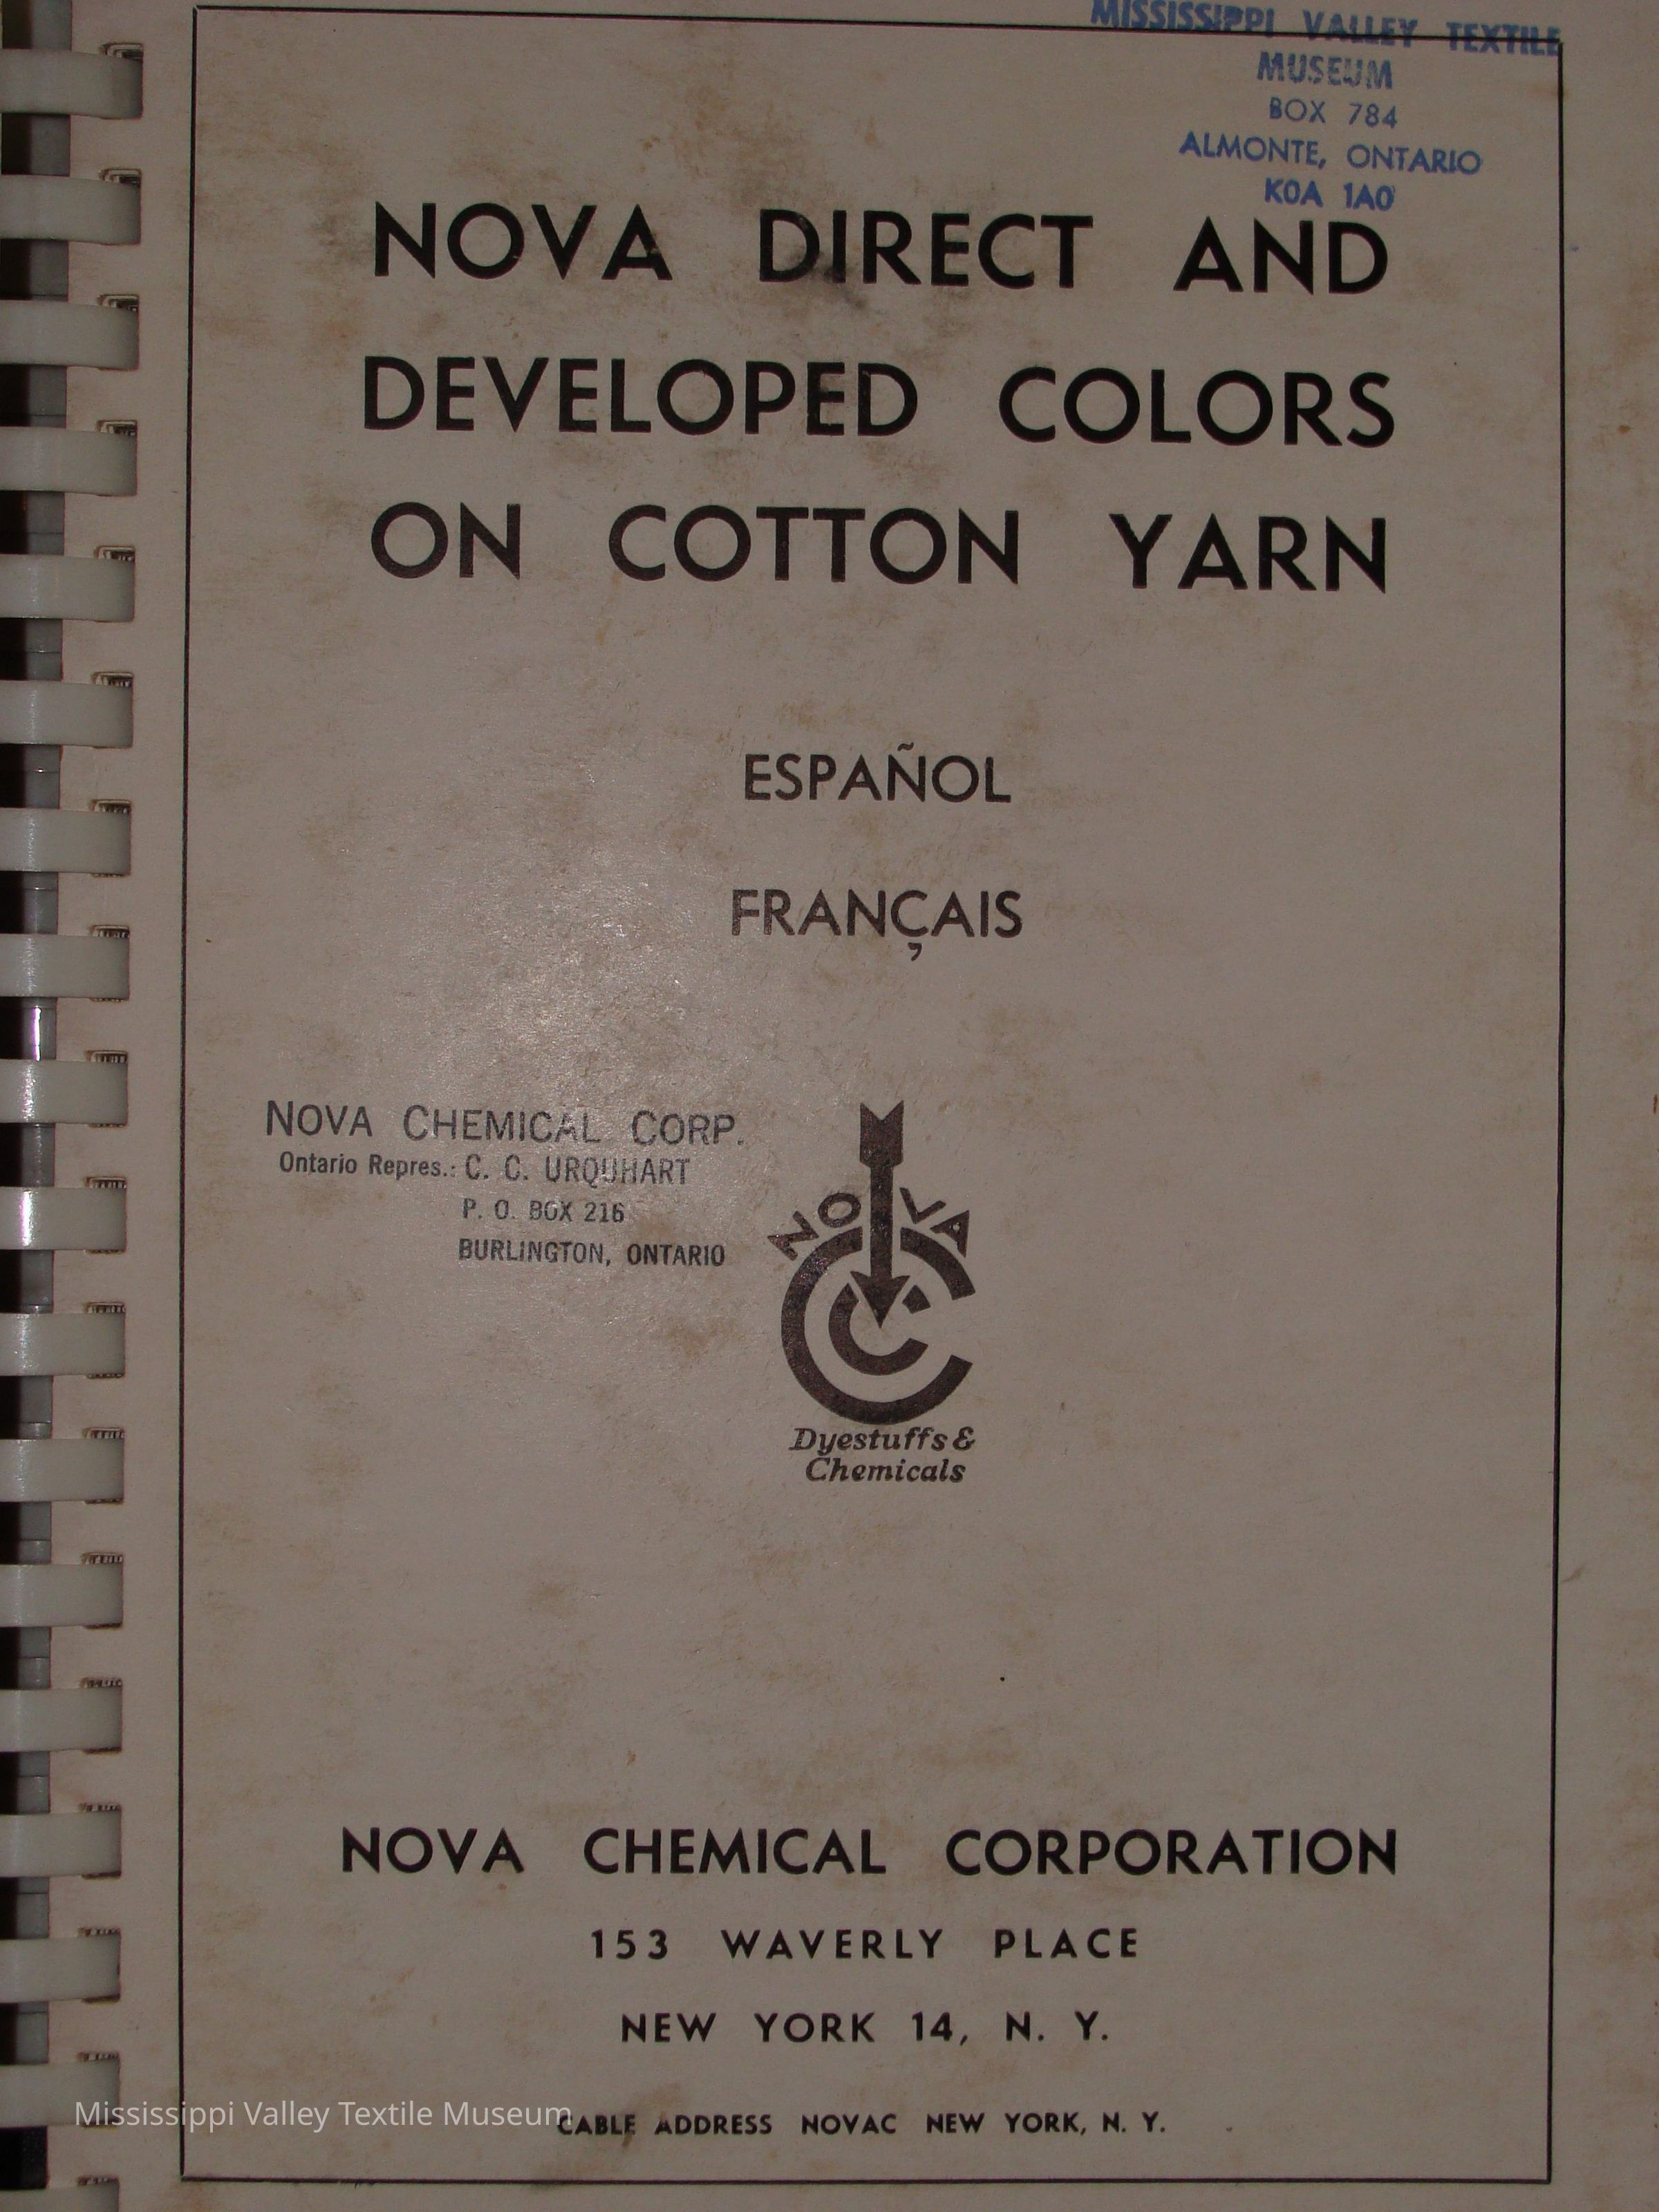 MISSISSIPPI VALLEY TEXTILE
MUSEUM
BOX 784
ALMONTE, ONTARIO
K0A 1A0
NOVA DIRECT AND
DEVELOPED COLORS
ON COTTON YARN
ESPAÑOL
FRANÇAIS
NOVA CHEMICAL CORP.
Ontario Repres.: C. C. URQUHART
P. O. BOX 216
BURLINGTON, ONTARIO
NOVA
Dyestuffs &
Chemicals
NOVA CHEMICAL CORPORATION
153 WAVERLY PLACE
NEW YORK 14, N. Y.
CABLE ADDRESS NOVAC NEW YORK, N. Y.
Mississippi Valley Textile Museum